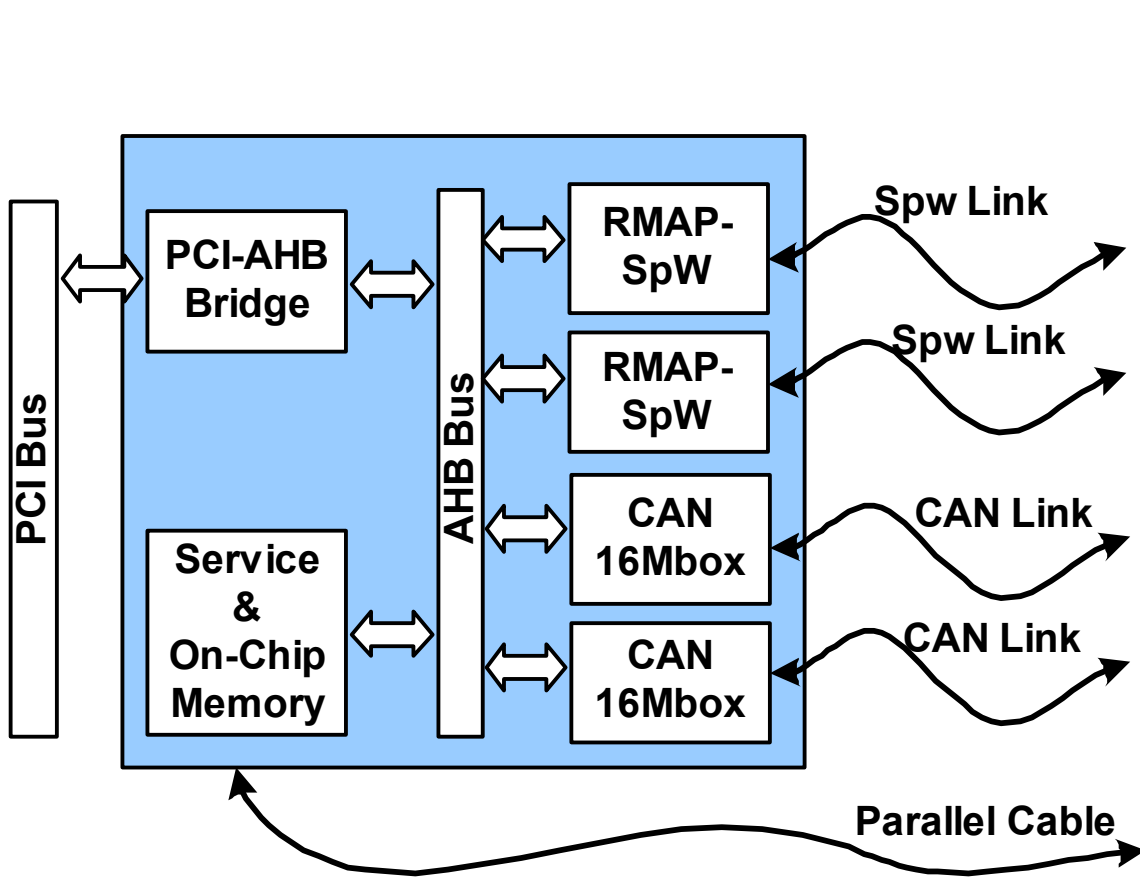 PCI Bus
PCI-AHB
Bridge
Service
&
On-Chip
Memory
AHB Bus
RMAP-
SpW
RMAP-
SpW
CAN
16Mbox
CAN
16Mbox
Spw Link
Spw Link
CAN Link
CAN Link
Parallel Cable